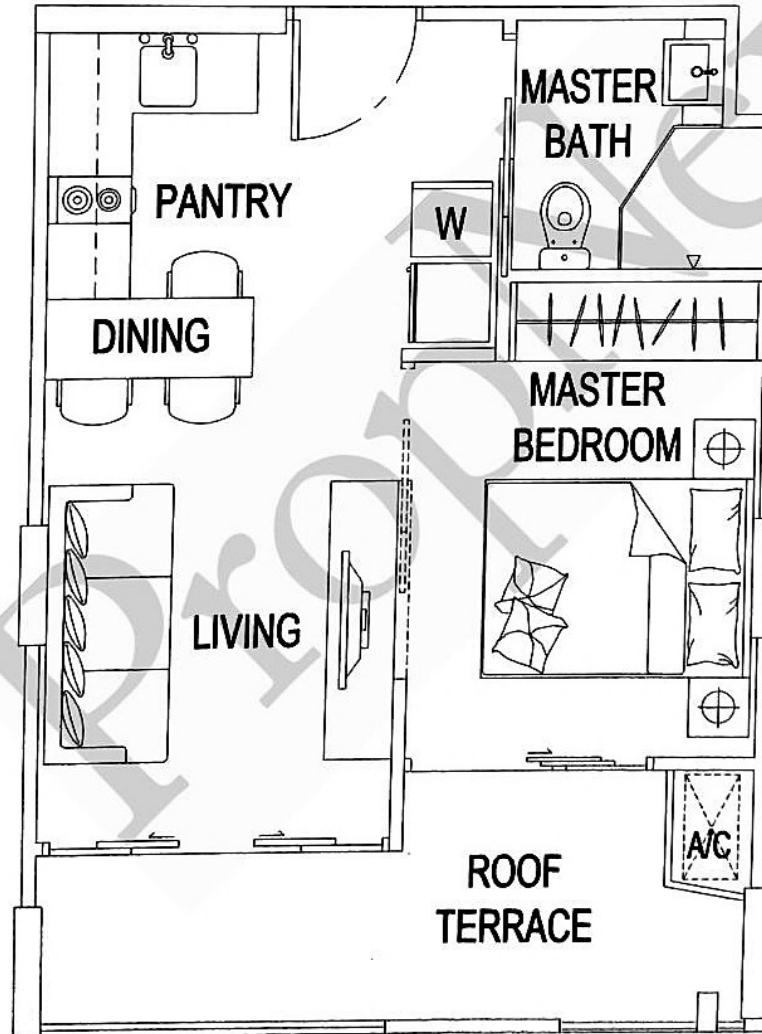 MASTER
BATH
PANTRY
W
DINING
MASTER
BEDROOM
LIVING
A/C
ROOF
TERRACE